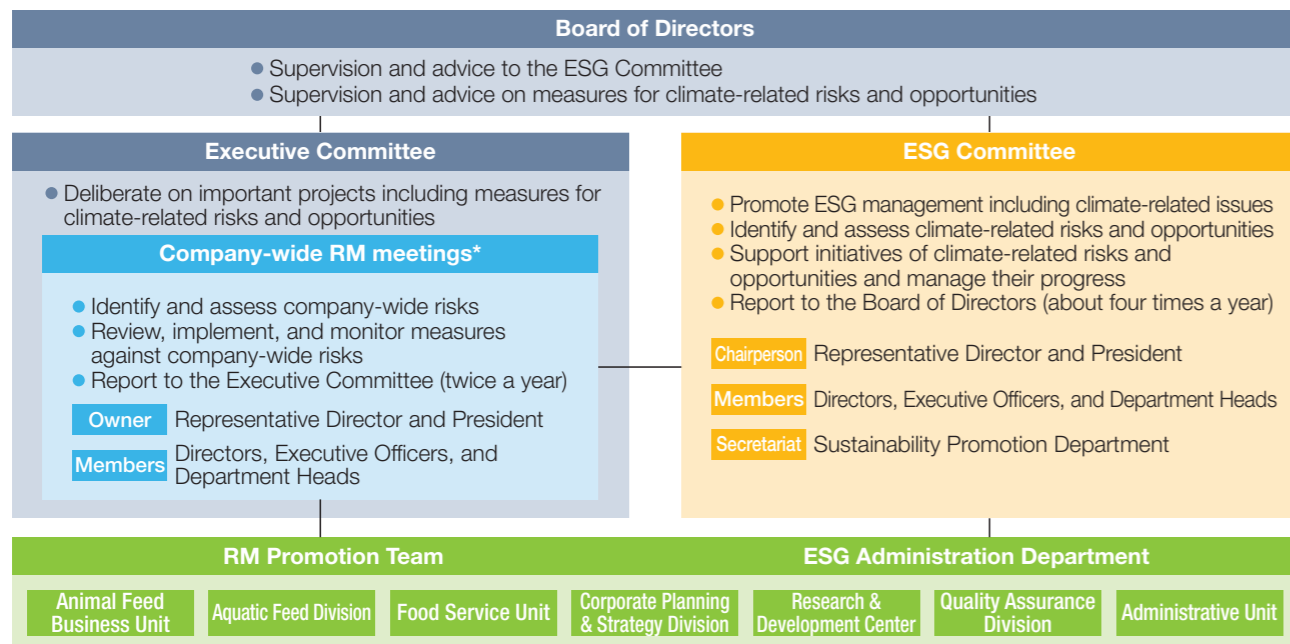 Board of Directors
● Supervision and advice to the ESG Committee
● Supervision and advice on measures for climate-related risks and opportunities
Executive Committee
● Deliberate on important projects including measures for
climate-related risks and opportunities
Company-wide RM meetings*
● Identify and assess company-wide risks
● Review, implement, and monitor measures
against company-wide risks
● Report to the Executive Committee (twice a year)
Owner Representative Director and President
Members Directors, Executive Officers, and
Department Heads
ESG Committee
● Promote ESG management including climate-related issues
● Identify and assess climate-related risks and opportunities
● Support initiatives of climate-related risks and
opportunities and manage their progress
● Report to the Board of Directors (about four times a year)
Chairperson Representative Director and President
Members Directors, Executive Officers, and Department Heads
Secretariat Sustainability Promotion Department
RM Promotion Team
ESG Administration Department
Animal Feed
Business Unit
Aquatic Feed Division
Food Service Unit
Corporate Planning
& Strategy Division
Research &
Development Center
Quality Assurance
Division
Administrative Unit